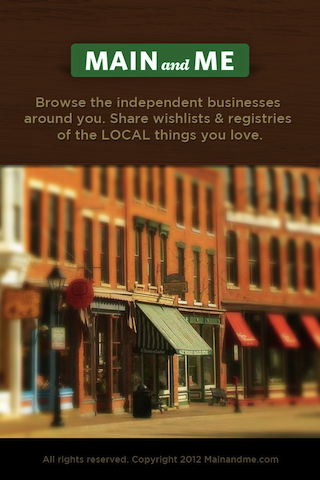 MAIN and ME
Browse the independent businesses
around you. Share wishlists & registries
of the LOCAL things you love.
All rights reserved. Copyright 2012 Mainandme.com